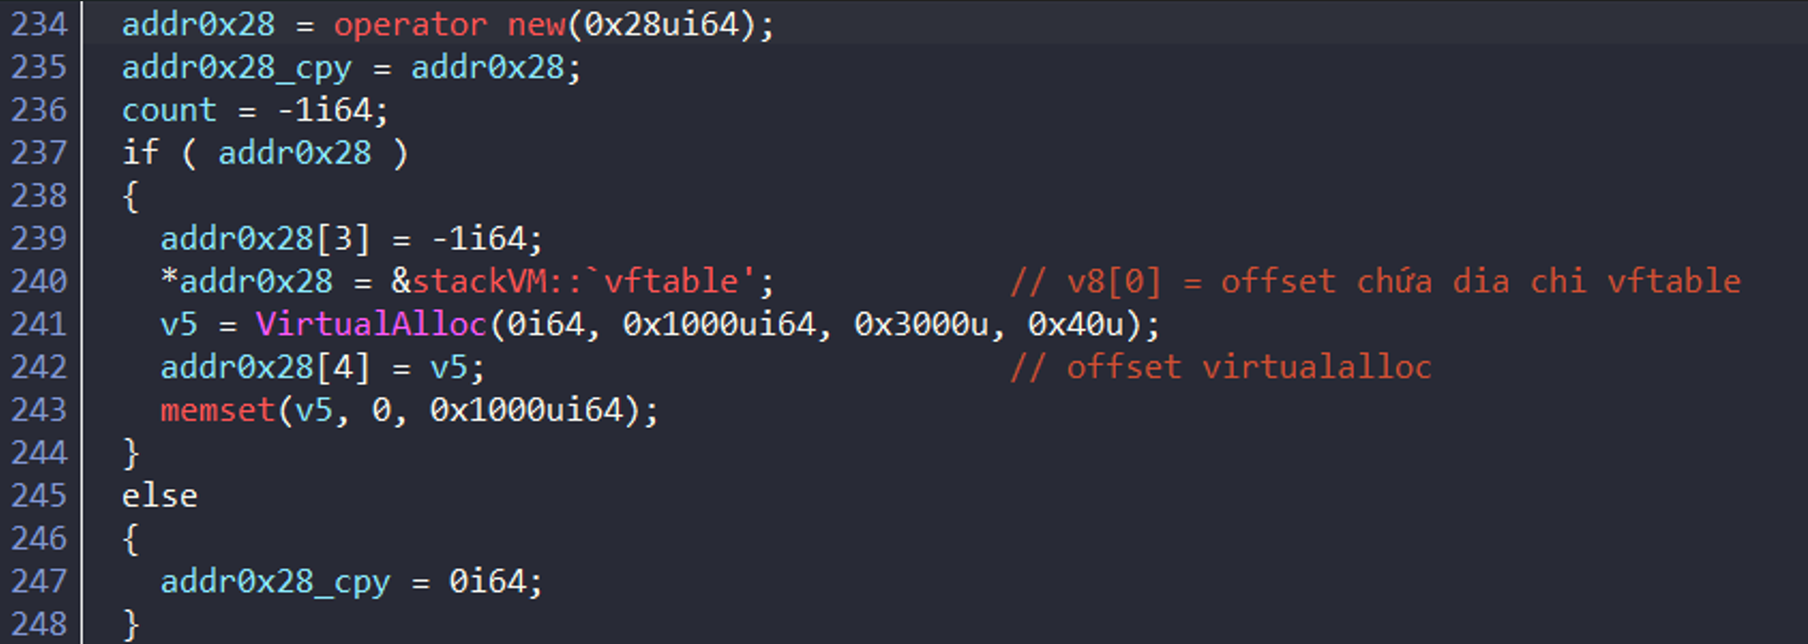 234 addr0x28 = operator new(0x28ui64);
235 addr0x28_cpy = addr0x28;
236 count = -1i64;
237 if ( addr0x28 )
238 {
239 addr0x28[3] = -1i64;
240 *addr0x28 = &stackVM::`vftable'; // v8[0] = offset chứa dia chi vftable
241 v5 = VirtualAlloc(0i64, 0x1000ui64, 0x3000u, 0x40u);
242 addr0x28[4] = v5; // offset virtualalloc
243 memset(v5, 0, 0x1000ui64);
244 }
245 else
246 {
247 addr0x28_cpy = 0i64;
248 }